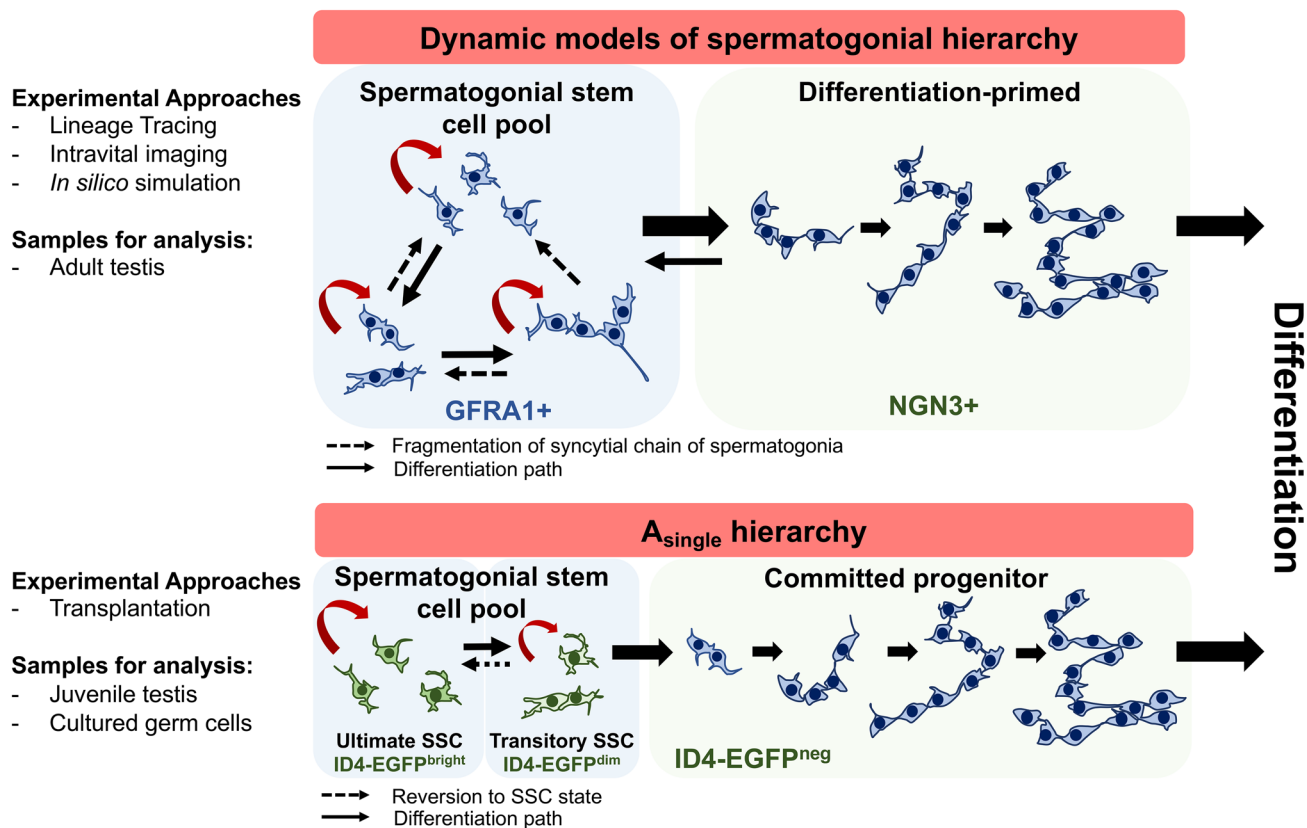 Dynamic models of spermatogonial hierarchy
Experimental Approaches
- Lineage Tracing
- Intravital imaging
- In silico simulation
Samples for analysis:
- Adult testis
Spermatogonial stem
cell pool
Differentiation-primed
GFRA1+
NGN3+
Fragmentation of syncytial chain of spermatogonia
Differentiation path
Differentiation
Asingle hierarchy
Experimental Approaches
- Transplantation
Samples for analysis:
- Juvenile testis
- Cultured germ cells
Spermatogonial stem
cell pool
Committed progenitor
Ultimate SSC
ID4-EGFPbright
Transitory SSC
ID4-EGFPdim
ID4-EGFPneg
Reversion to SSC state
Differentiation path